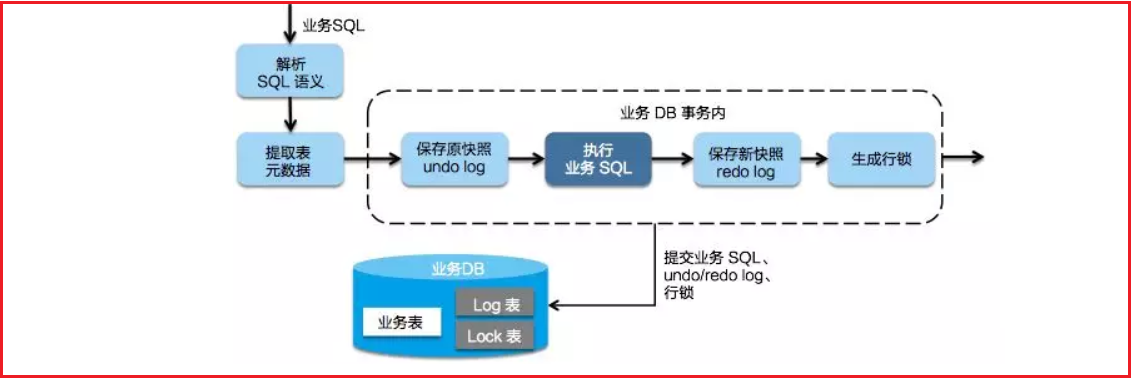 业务SQL
解析
SQL 语义
业务 DB 事务内
提取表
元数据
保存原快照
undo log
执行
业务 SQL
保存新快照
redo log
生成行锁
提交业务 SQL、
undo/redo log、
行锁
业务DB
业务表
Log 表
Lock 表